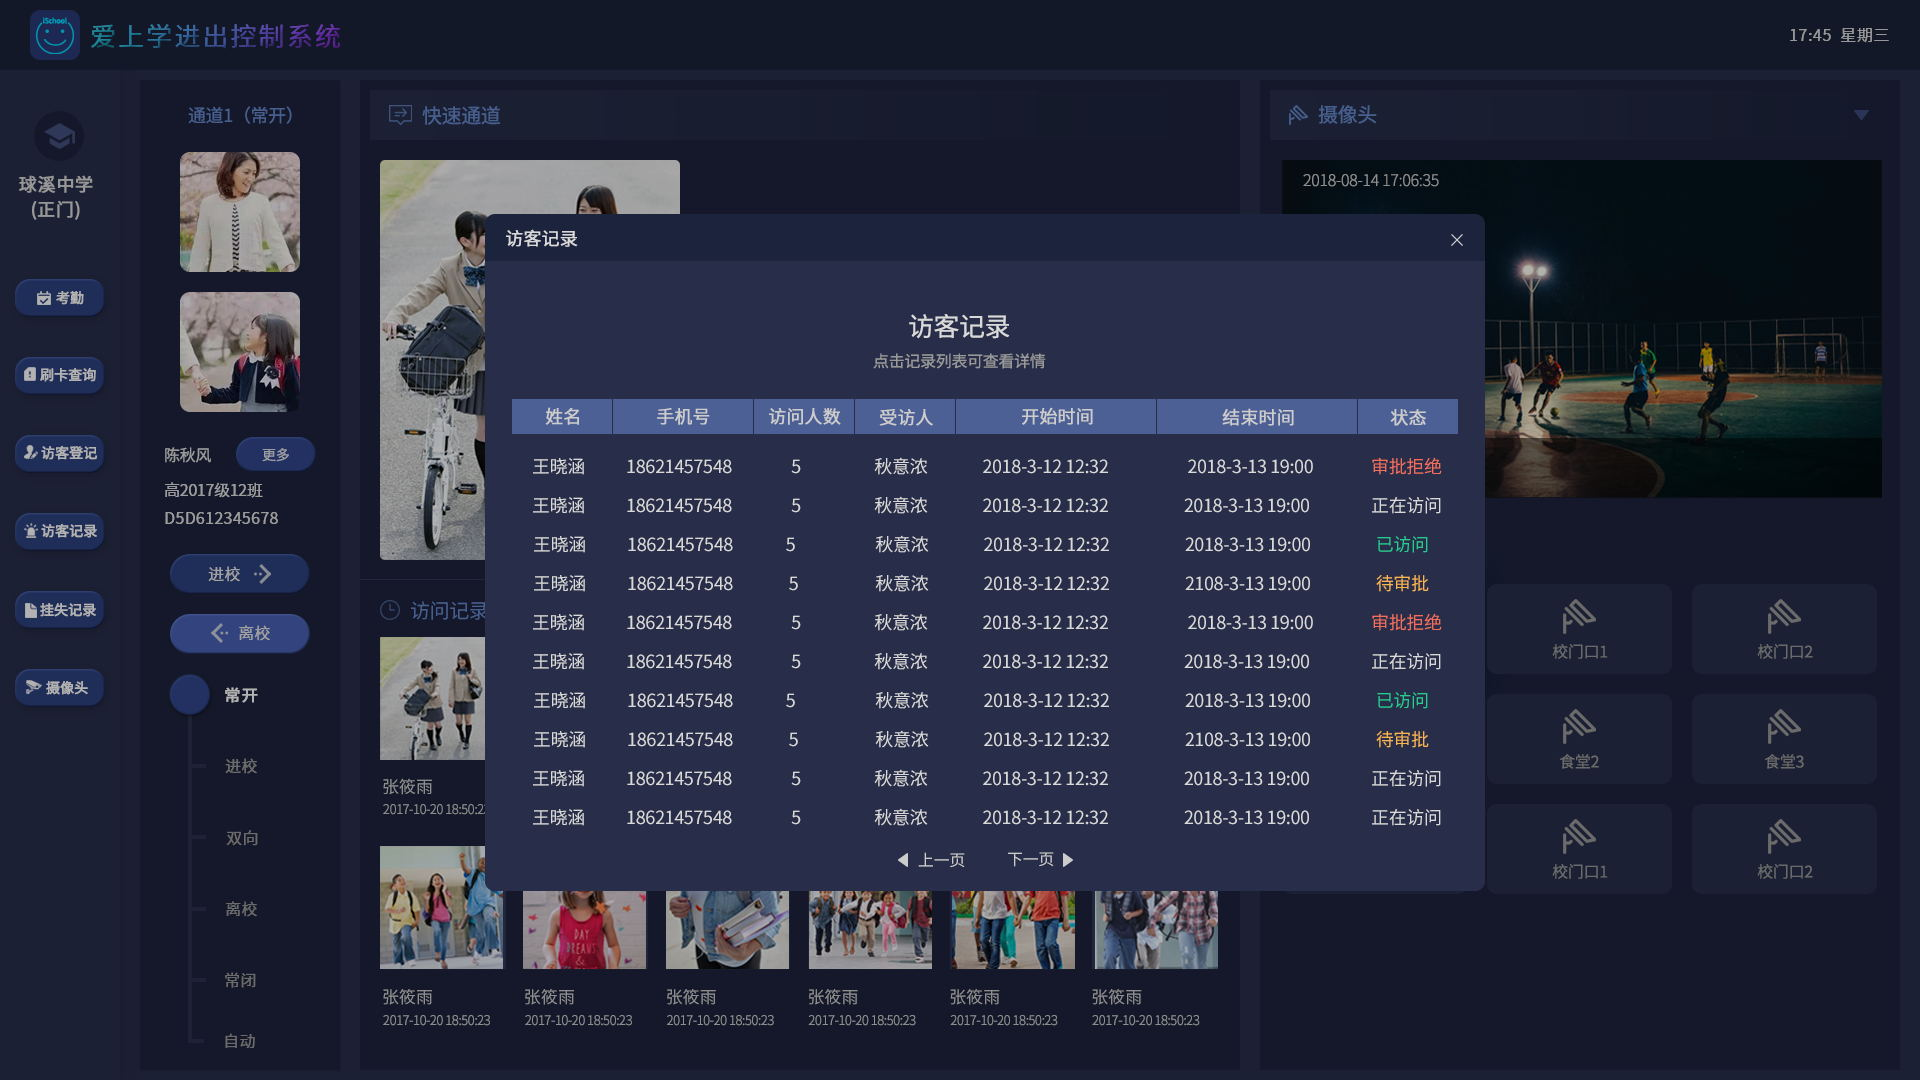 iSchool
爱上学进出控制系统
17:45 星期三
球溪中学
(正门)
考勤
刷卡查询
访客登记
访客记录
挂失记录
摄像头
通道1（常开）
陈秋风 更多
高2017级12班
D5D612345678
进校
离校
常开
进校
双向
离校
常闭
自动
快速通道
访问记录
张筱雨
2017-10-20 18:50:23
DAY
DREAMS
&
张筱雨 张筱雨 张筱雨 张筱雨 张筱雨 张筱雨
2017-10-20 18:50:23 2017-10-20 18:50:23 2017-10-20 18:50:23 2017-10-20 18:50:23 2017-10-20 18:50:23 2017-10-20 18:50:23
摄像头
2018-08-14 17:06:35
校门口1 校门口2
食堂2 食堂3
校门口1 校门口2
访客记录
访客记录
点击记录列表可查看详情
姓名 手机号 访问人数 受访人 开始时间 结束时间 状态
王晓涵 18621457548 5 秋意浓 2018-3-12 12:32 2018-3-13 19:00 审批拒绝
王晓涵 18621457548 5 秋意浓 2018-3-12 12:32 2018-3-13 19:00 正在访问
王晓涵 18621457548 5 秋意浓 2018-3-12 12:32 2018-3-13 19:00 已访问
王晓涵 18621457548 5 秋意浓 2018-3-12 12:32 2108-3-13 19:00 待审批
王晓涵 18621457548 5 秋意浓 2018-3-12 12:32 2018-3-13 19:00 审批拒绝
王晓涵 18621457548 5 秋意浓 2018-3-12 12:32 2018-3-13 19:00 正在访问
王晓涵 18621457548 5 秋意浓 2018-3-12 12:32 2018-3-13 19:00 已访问
王晓涵 18621457548 5 秋意浓 2018-3-12 12:32 2108-3-13 19:00 待审批
王晓涵 18621457548 5 秋意浓 2018-3-12 12:32 2018-3-13 19:00 正在访问
王晓涵 18621457548 5 秋意浓 2018-3-12 12:32 2018-3-13 19:00 正在访问
上一页 下一页